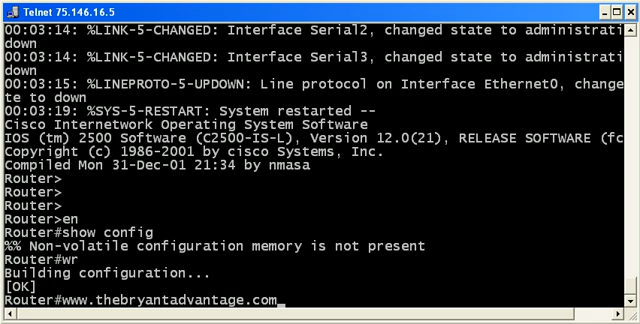 Telnet 75.146.16.5
00:03:14: %LINK-5-CHANGED: Interface Serial2, changed state to administrati
down
00:03:14: %LINK-5-CHANGED: Interface Serial3, changed state to administrati
down
00:03:15: %LINEPROTO-5-UPDOWN: Line protocol on Interface Ethernet0, change
te to down
00:03:19: %SYS-5-RESTART: System restarted --
Cisco Internetwork Operating System Software
IOS (tm) 2500 Software (C2500-IS-L), Version 12.0(21), RELEASE SOFTWARE (fc
Copyright (c) 1986-2001 by cisco Systems, Inc.
Compiled Mon 31-Dec-01 21:34 by nmasa
Router>
Router>
Router>
Router>en
Router#show config
%% Non-volatile configuration memory is not present
Router#wr
Building configuration...
[OK]
Router#www.thebryantadvantage.com_